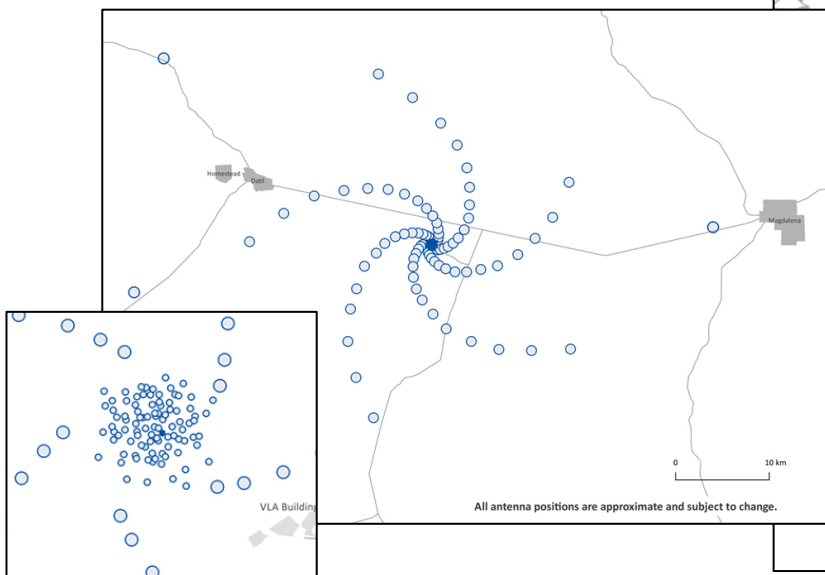 Homestead
Datil
Magdalena
0 10 km
All antenna positions are approximate and subject to change.
VLA Building